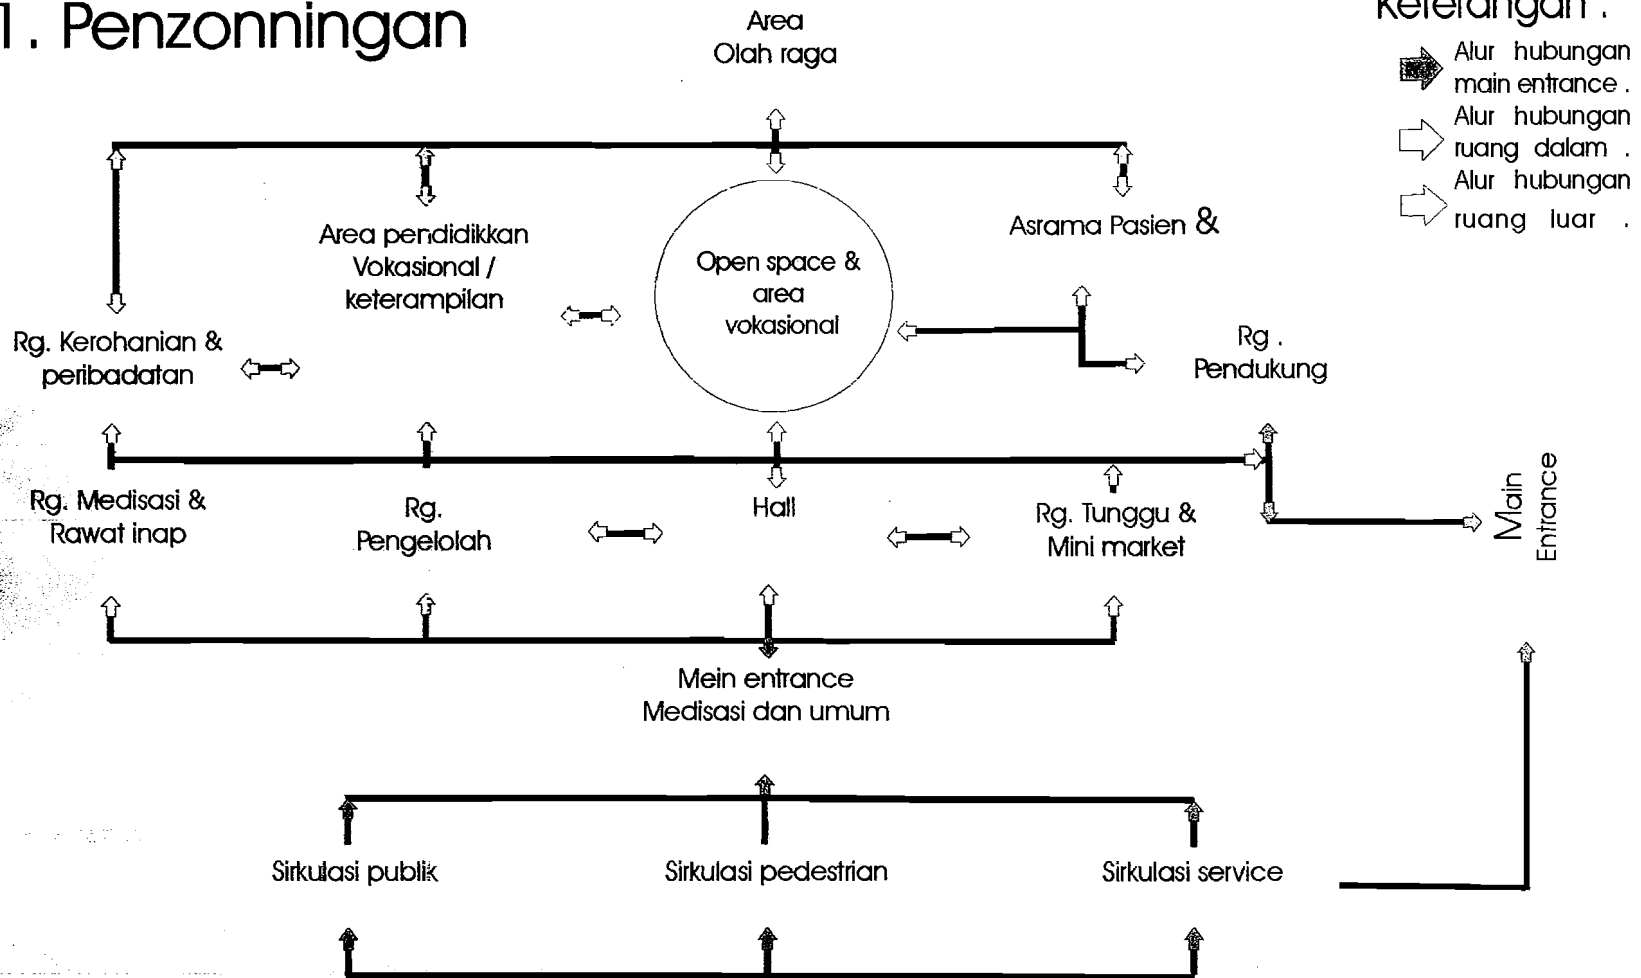 1. Penzonningan
Area
Olah raga
Keterangan :
Alur hubungan
main entrance .
Alur hubungan
ruang dalam .
Alur hubungan
ruang luar .
Area pendidikkan
Vokasional /
keterampilan
Open space &
area
vokasional
Asrama Pasien &
Rg. Kerohanian &
peribadatan
Rg .
Pendukung
Rg. Medisasi &
Rawat inap
Rg.
Pengelolah
Hall
Rg. Tunggu &
Mini market
Main
Entrance
Mein entrance
Medisasi dan umum
Sirkulasi publik
Sirkulasi pedestrian
Sirkulasi service